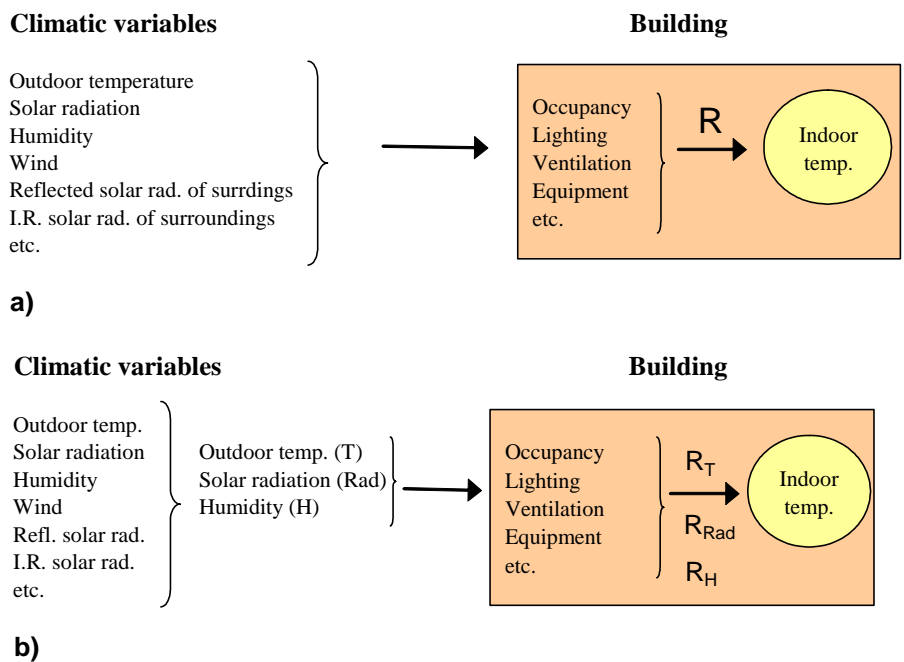 Climatic variables
Building
Outdoor temperature
Solar radiation
Humidity
Wind
Reflected solar rad. of surrdings
I.R. solar rad. of surroundings
etc.
Occupancy
Lighting
Ventilation
Equipment
etc.
R
Indoor
temp.
a)
Climatic variables
Building
Outdoor temp.
Solar radiation
Humidity
Wind
Refl. solar rad.
I.R. solar rad.
etc.
Outdoor temp. (T)
Solar radiation (Rad)
Humidity (H)
Occupancy
Lighting
Ventilation
Equipment
etc.
R_T
R_Rad
R_H
Indoor
temp.
b)